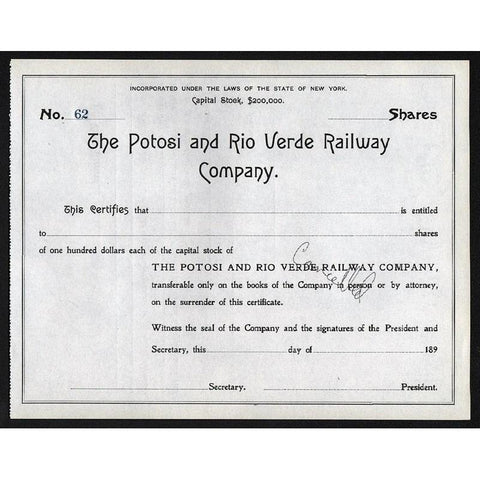 INCORPORATED UNDER THE LAWS OF THE STATE OF NEW YORK.
Capital Stock, $200,000.
No. 62 Shares
The Potosi and Rio Verde Railway
Company.
This Certifies that is entitled
to shares
of one hundred dollars each of the capital stock of
THE POTOSI AND RIO VERDE RAILWAY COMPANY,
Cancelled
transferable only on the books of the Company in person or by attorney,
on the surrender of this certificate.
Witness the seal of the Company and the signatures of the President and
Secretary, this day of 189
Secretary. President.